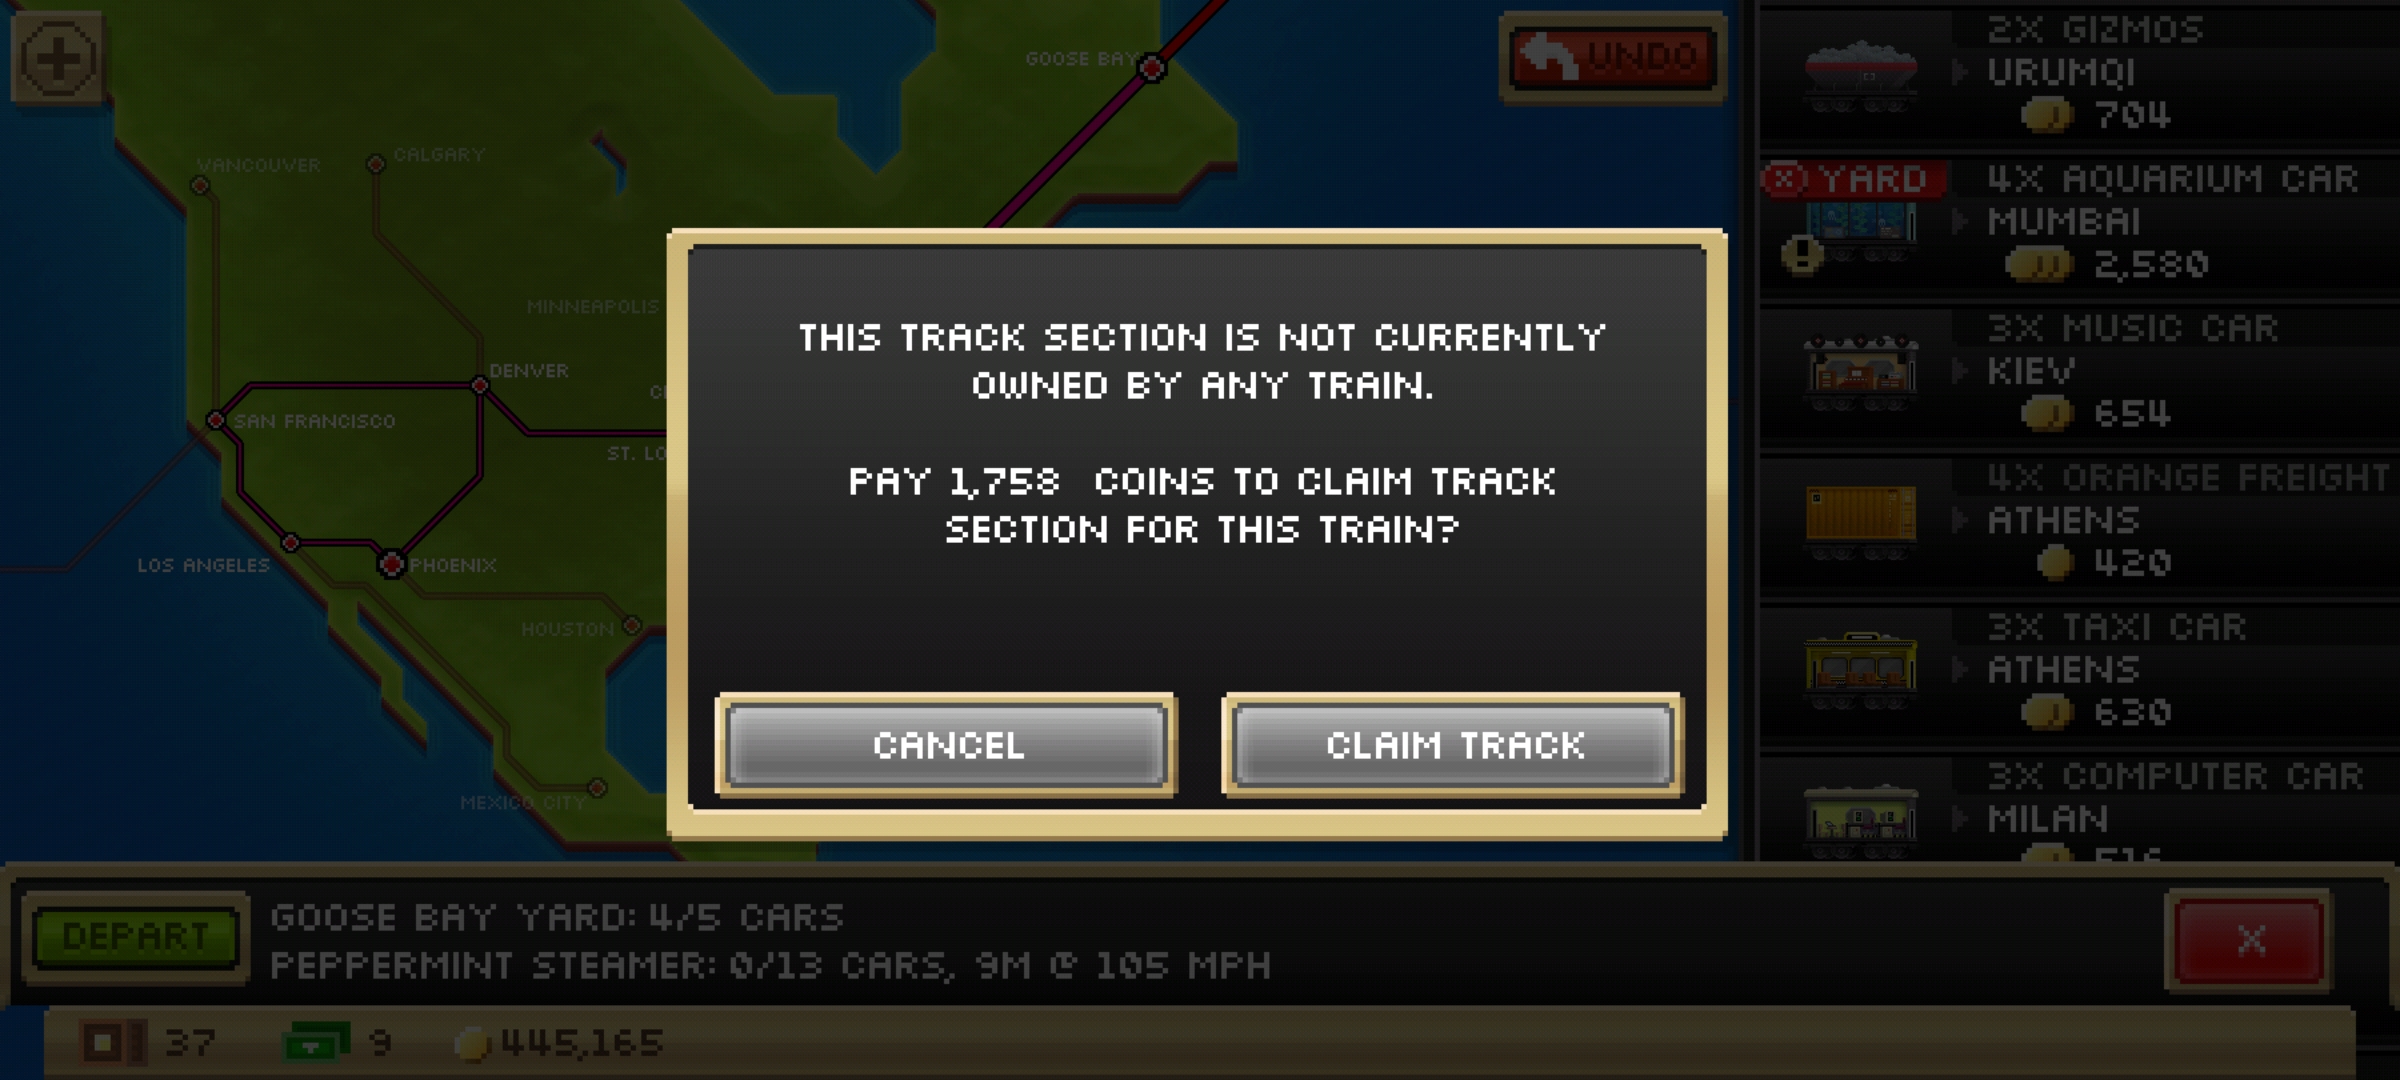 GOOSE BAY
UNDO
VANCOUVER
CALGARY
MINNEAPOLIS
DENVER
SAN FRANCISCO
ST. LO
LOS ANGELES
PHOENIX
HOUSTON
MEXICO CITY
THIS TRACK SECTION IS NOT CURRENTLY
OWNED BY ANY TRAIN.
PAY 1,758 COINS TO CLAIM TRACK
SECTION FOR THIS TRAIN?
CANCEL
CLAIM TRACK
2X GIZMOS
URUMQI
704
YARD
4X AQUARIUM CAR
MUMBAI
2,580
3X MUSIC CAR
KIEV
654
4X ORANGE FREIGHT
ATHENS
420
3X TAXI CAR
ATHENS
630
3X COMPUTER CAR
MILAN
DEPART
GOOSE BAY YARD: 4/5 CARS
PEPPERMINT STEAMER: 0/13 CARS, 9M @ 105 MPH
X
37
9
445,165